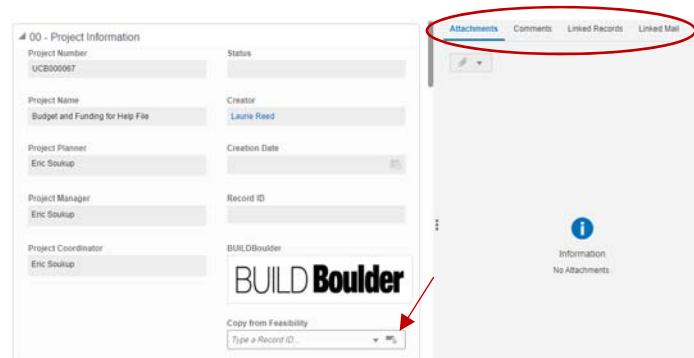 00 - Project Information
Project Number
UCB000067
Project Name
Budget and Funding for Help File
Project Planner
Eric Soukup
Project Manager
Eric Soukup
Project Coordinator
Eric Soukup
Status
Creator
Laurie Reed
Creation Date
Record ID
BUILDBoulder
BUILD Boulder
Copy from Feasibility
Type a Record ID...
Attachments Comments Linked Records Linked Mail
Information
No Attachments.